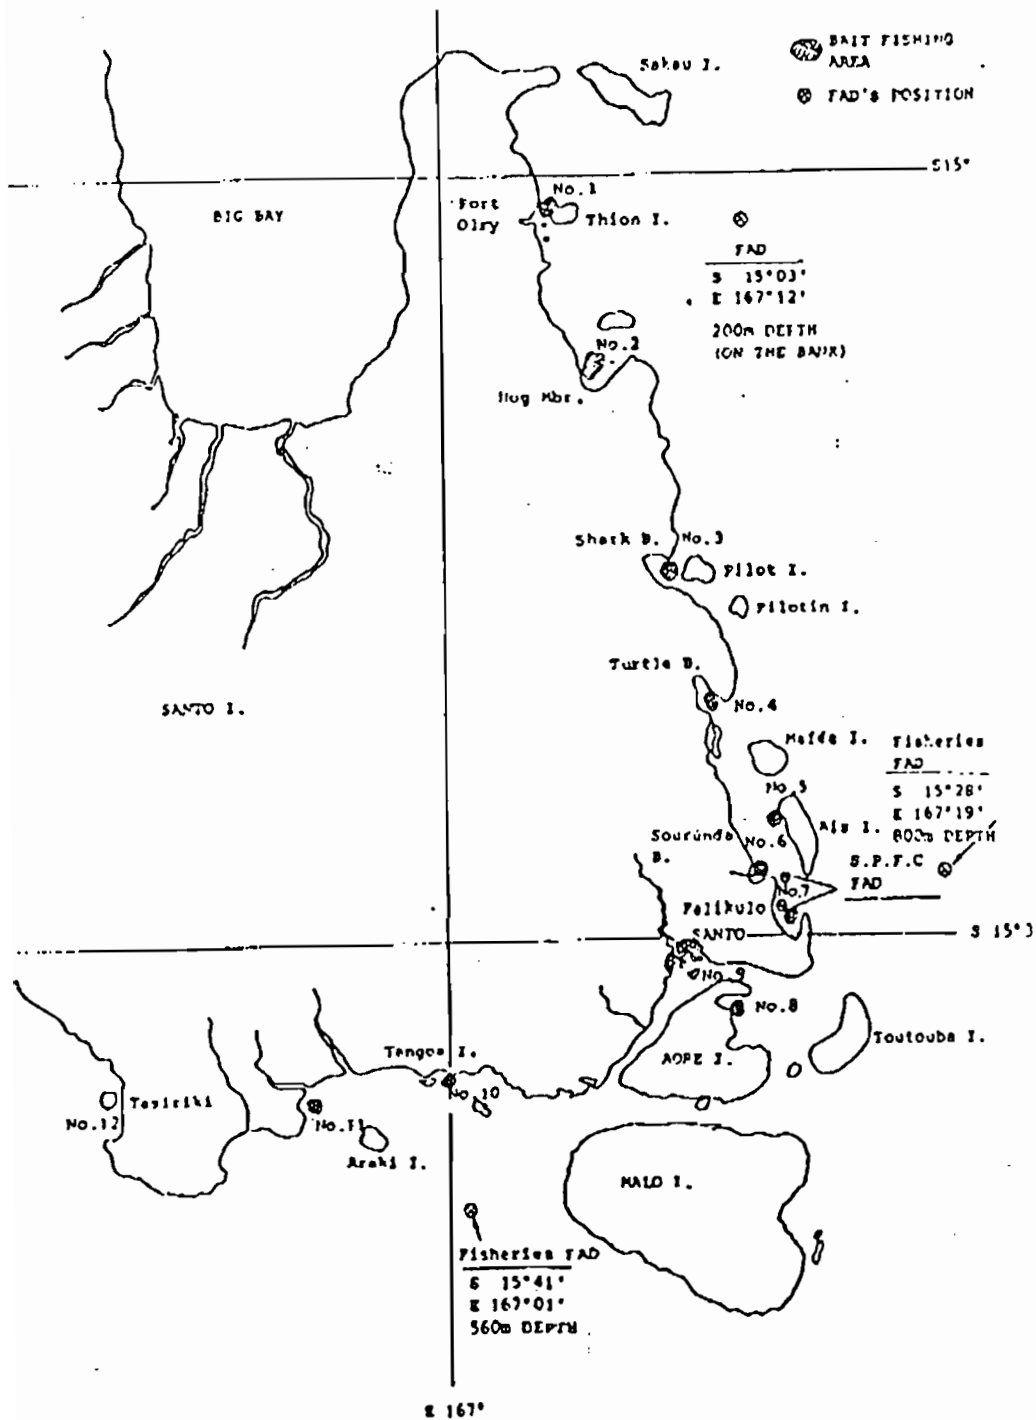 BAIT FISHING
AREA
FAD'S POSITION
Sakau I.
S15°
No.1
Port
Olry
Thion I.
BIG BAY
FAD
S 15°03'
E 167°12'
200m DEPTH
(ON THE BANK)
No.2
Hog Hbr.
Shark B.
No.3
Pilot I.
Pilotin I.
Turtle B.
No.4
SANTO I.
Mafda I.
Fisheries
FAD
S 15°28'
E 167°19'
800m DEPTH
No.5
Ais I.
Sourunda
B.
No.6
S.P.F.C
FAD
No.7
Palikulo
SANTO
S 15°3
No. 9
No.8
Toutouba I.
AORE I.
Tangoa I.
No.10
Tasiriki
No.12
No.11
Araki I.
MALO I.
Fisheries FAD
S 15°41'
E 167°01'
560m DEPTH
E 167°